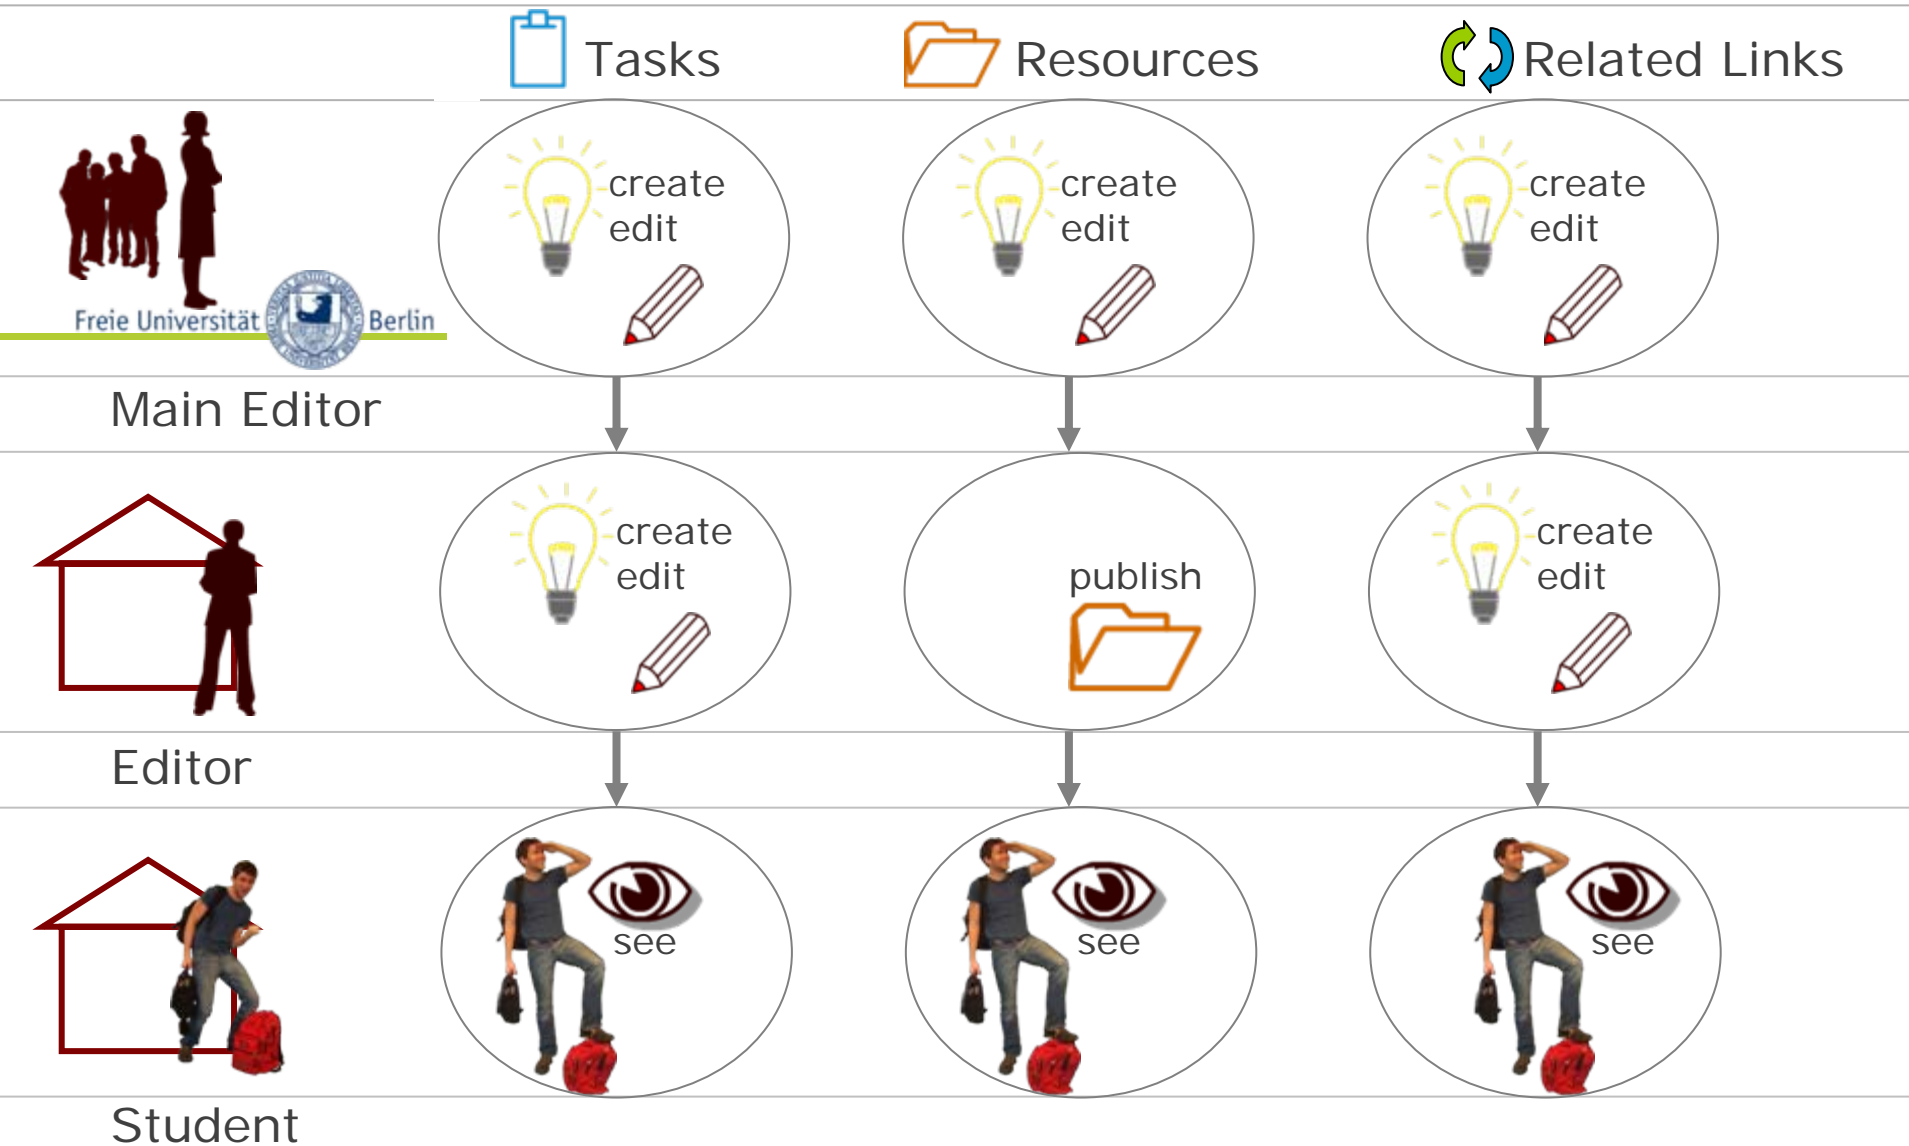 Tasks
Resources
Related Links
create
edit
create
edit
create
edit
Freie Universität Berlin
Main Editor
create
edit
publish
create
edit
Editor
see
see
see
Student